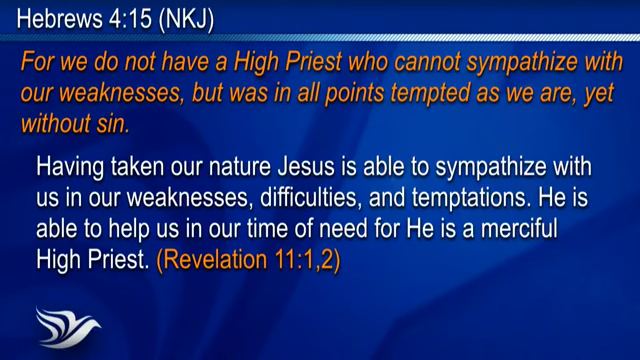 Hebrews 4:15 (NKJ)
For we do not have a High Priest who cannot sympathize with
our weaknesses, but was in all points tempted as we are, yet
without sin.
Having taken our nature Jesus is able to sympathize with
us in our weaknesses, difficulties, and temptations. He is
able to help us in our time of need for He is a merciful
High Priest. (Revelation 11:1,2)